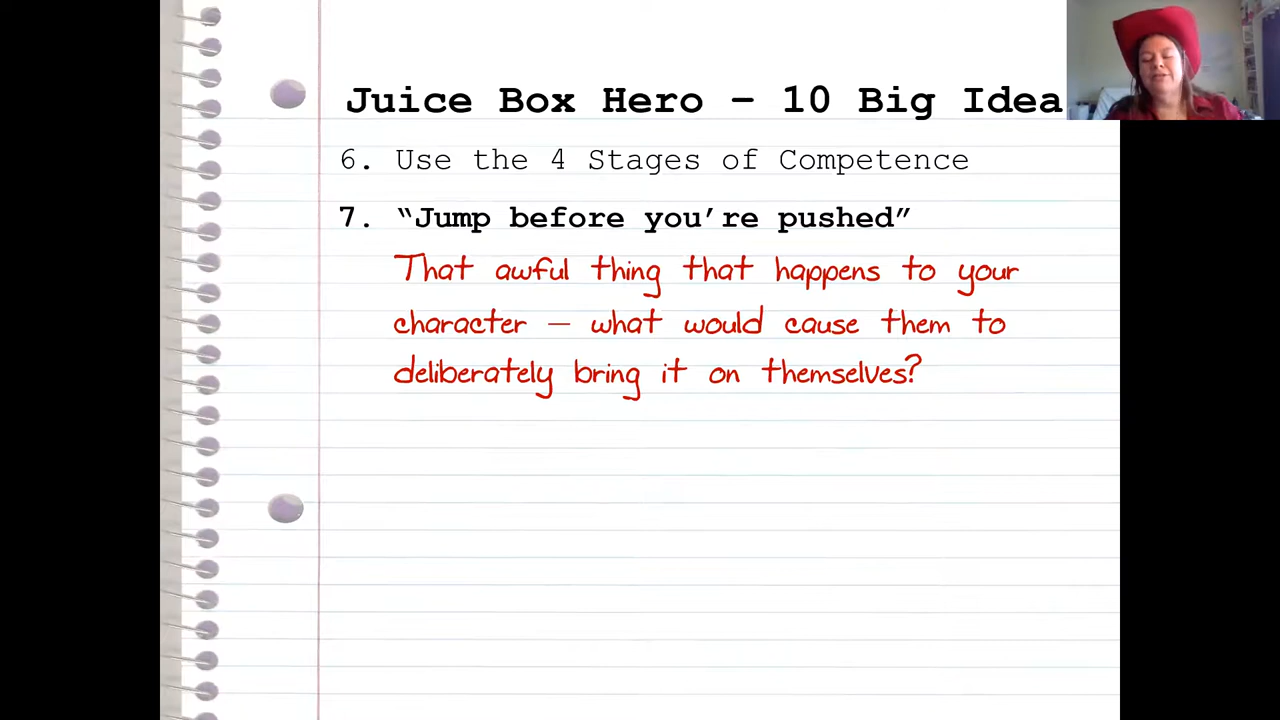 Juice Box Hero – 10 Big Idea
6. Use the 4 Stages of Competence
7. “Jump before you’re pushed”
That awful thing that happens to your
character – what would cause them to
deliberately bring it on themselves?